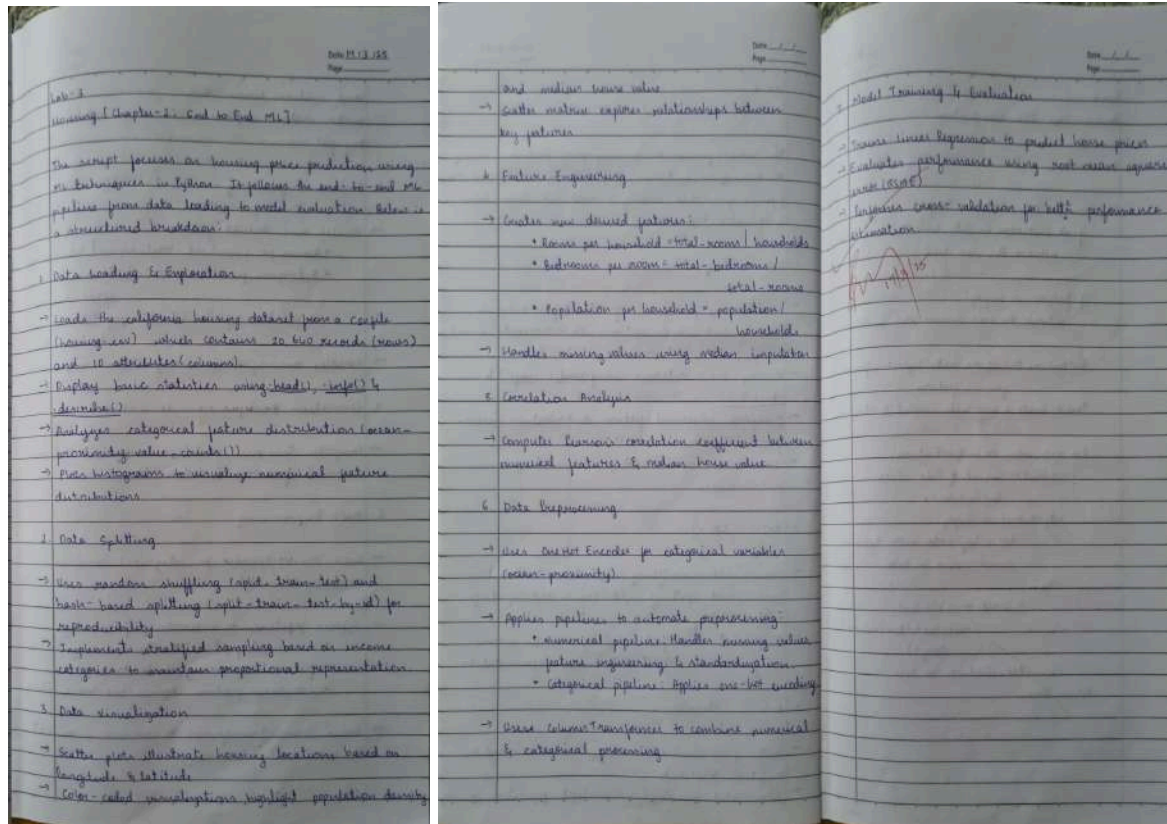 Date 11/3/25
Page
Lab-2
Housing [Chapter-2: End to End ML]
The script focuses on housing price prediction using
ML techniques in Python. It follows the end-to-end ML
pipeline from data loading to model evaluation. Below is
a structured breakdown:
1. Data Loading & Exploration
→ Loads the california housing dataset from a csv file
(housing.csv) which contains 20 640 records (rows)
and 10 attributes (columns).
→ Display basic statistics using .head(), .info() &
.describe()
→ Analyzes categorical feature distribution (ocean-
proximity value_counts())
→ Plots histograms to visualize numerical feature
distributions
2. Data Splitting
→ Uses random shuffling (split_train_test) and
hash-based splitting (split_train_test_by_id) for
reproducibility
→ Implements stratified sampling based on income
categories to maintain proportional representation
3. Data Visualization
→ Scatter plots illustrate housing locations based on
longitude & latitude
→ Color-coded visualizations highlight population density
Date / /
Page
and median house value
→ Scatter matrix explores relationships between
key features
4. Feature Engineering
→ Creates new derived features:
• Rooms per household = total-rooms / households
• Bedrooms per room = total-bedrooms /
total-rooms
• Population per household = population /
households
→ Handles missing values using median imputation
5. Correlation Analysis
→ Computes Pearson's correlation coefficient between
numerical features & median house value
6. Data Preprocessing
→ Uses OneHot Encoder for categorical variables
(ocean-proximity)
→ Applies pipelines to automate preprocessing
• numerical pipeline: Handles missing values
feature engineering & standardization
• Categorical pipeline: Applies one-hot encoding
→ Uses ColumnTransformer to combine numerical
& categorical processing
Date / /
Page
7. Model Training & Evaluation
→ Trains Linear Regression to predict house prices
→ Evaluates performance using root mean square
error (RMSE)
→ Performs cross-validation for better performance
estimation